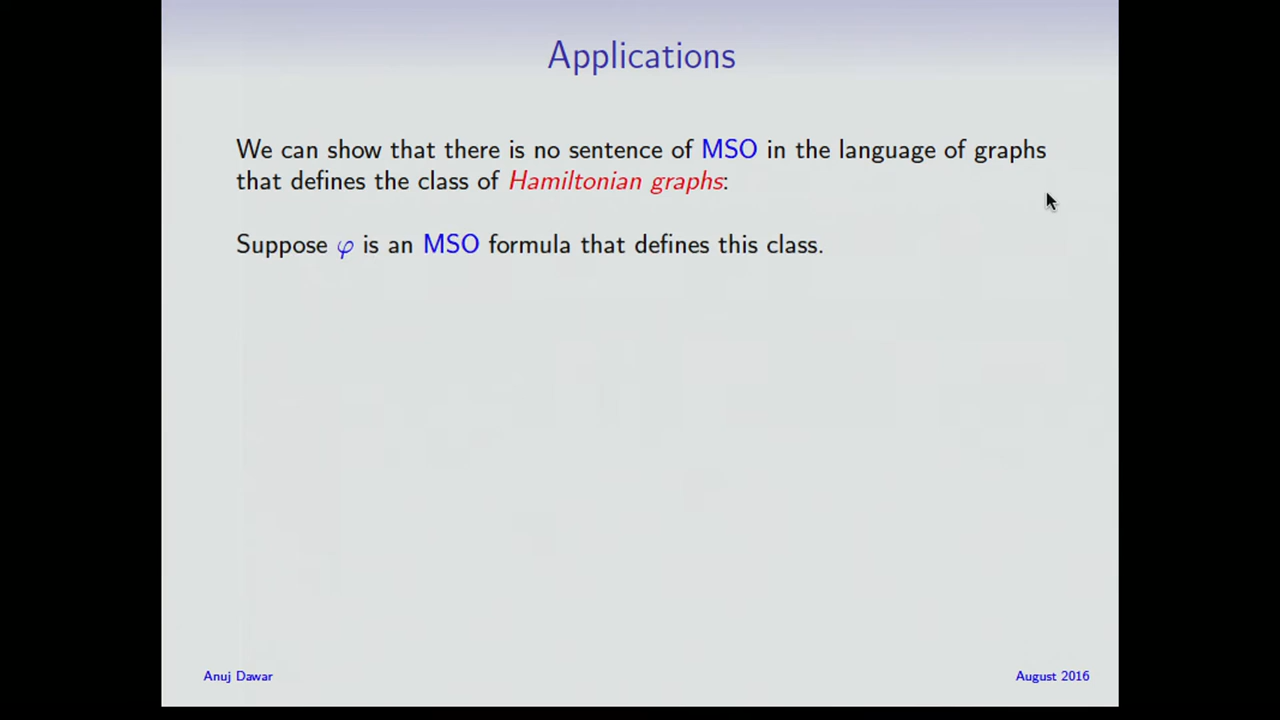 Applications
We can show that there is no sentence of MSO in the language of graphs
that defines the class of Hamiltonian graphs:
Suppose φ is an MSO formula that defines this class.
Anuj Dawar
August 2016